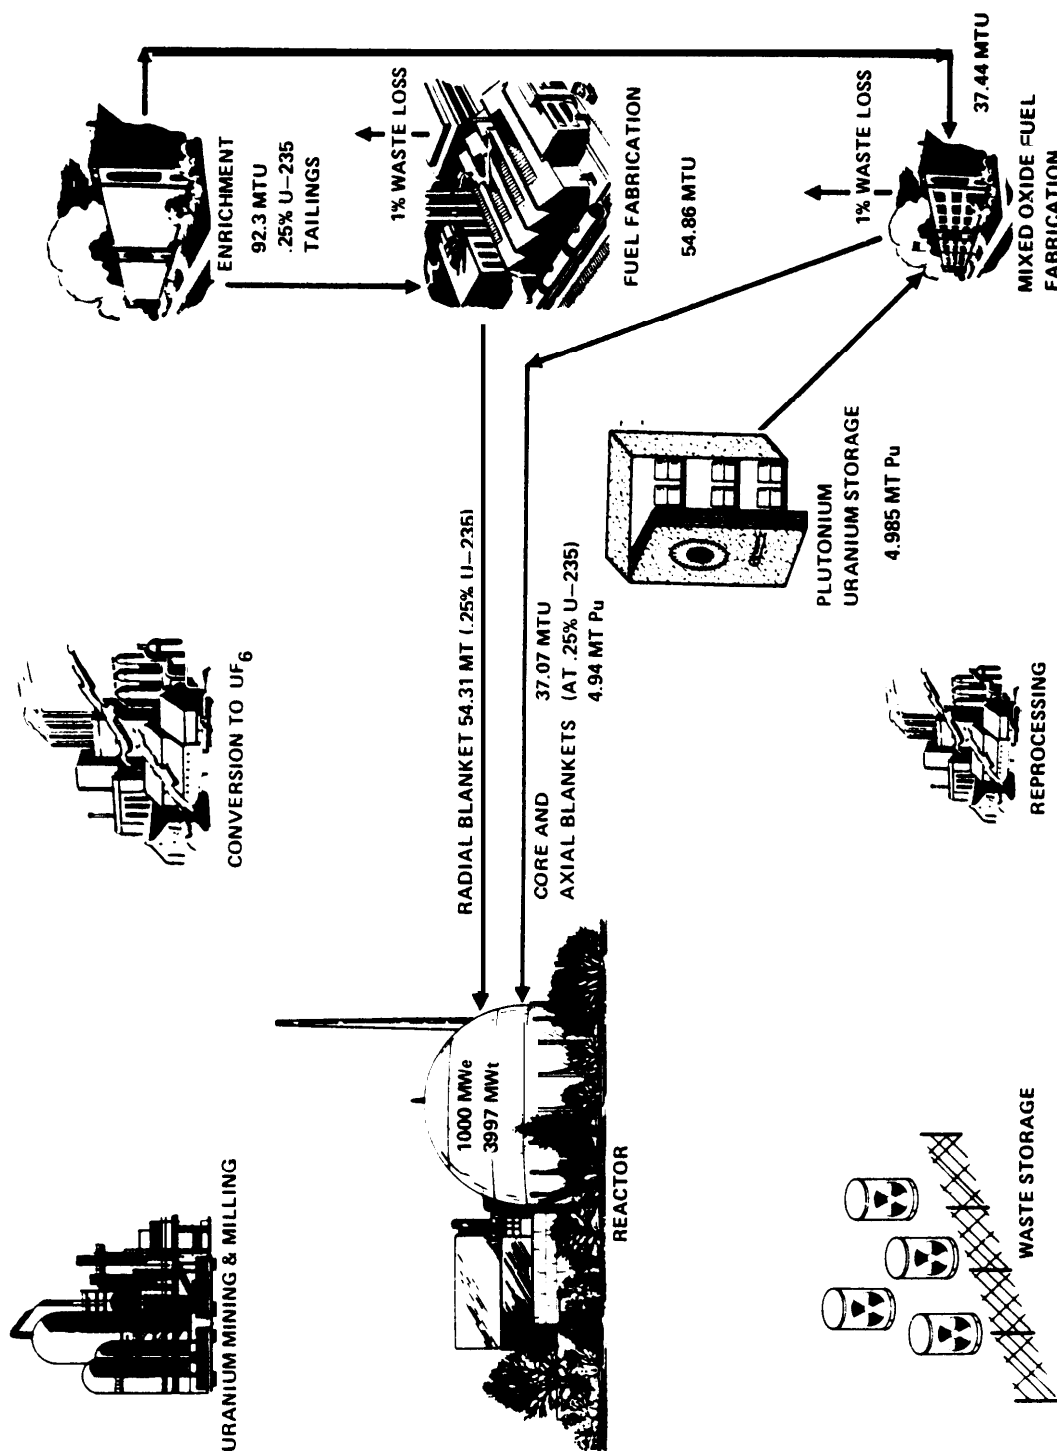 URANIUM MINING & MILLING
CONVERSION TO UF6
ENRICHMENT
92.3 MTU
.25% U-235
TAILINGS
1% WASTE LOSS
FUEL FABRICATION
54.86 MTU
RADIAL BLANKET 54.31 MT (.25% U-235)
CORE AND
AXIAL BLANKETS
37.07 MTU
(AT .25% U-235)
4.94 MT Pu
1000 MWe
3997 MWt
REACTOR
PLUTONIUM
URANIUM STORAGE
4.985 MT Pu
1% WASTE LOSS
37.44 MTU
MIXED OXIDE FUEL
FABRICATION
REPROCESSING
WASTE STORAGE